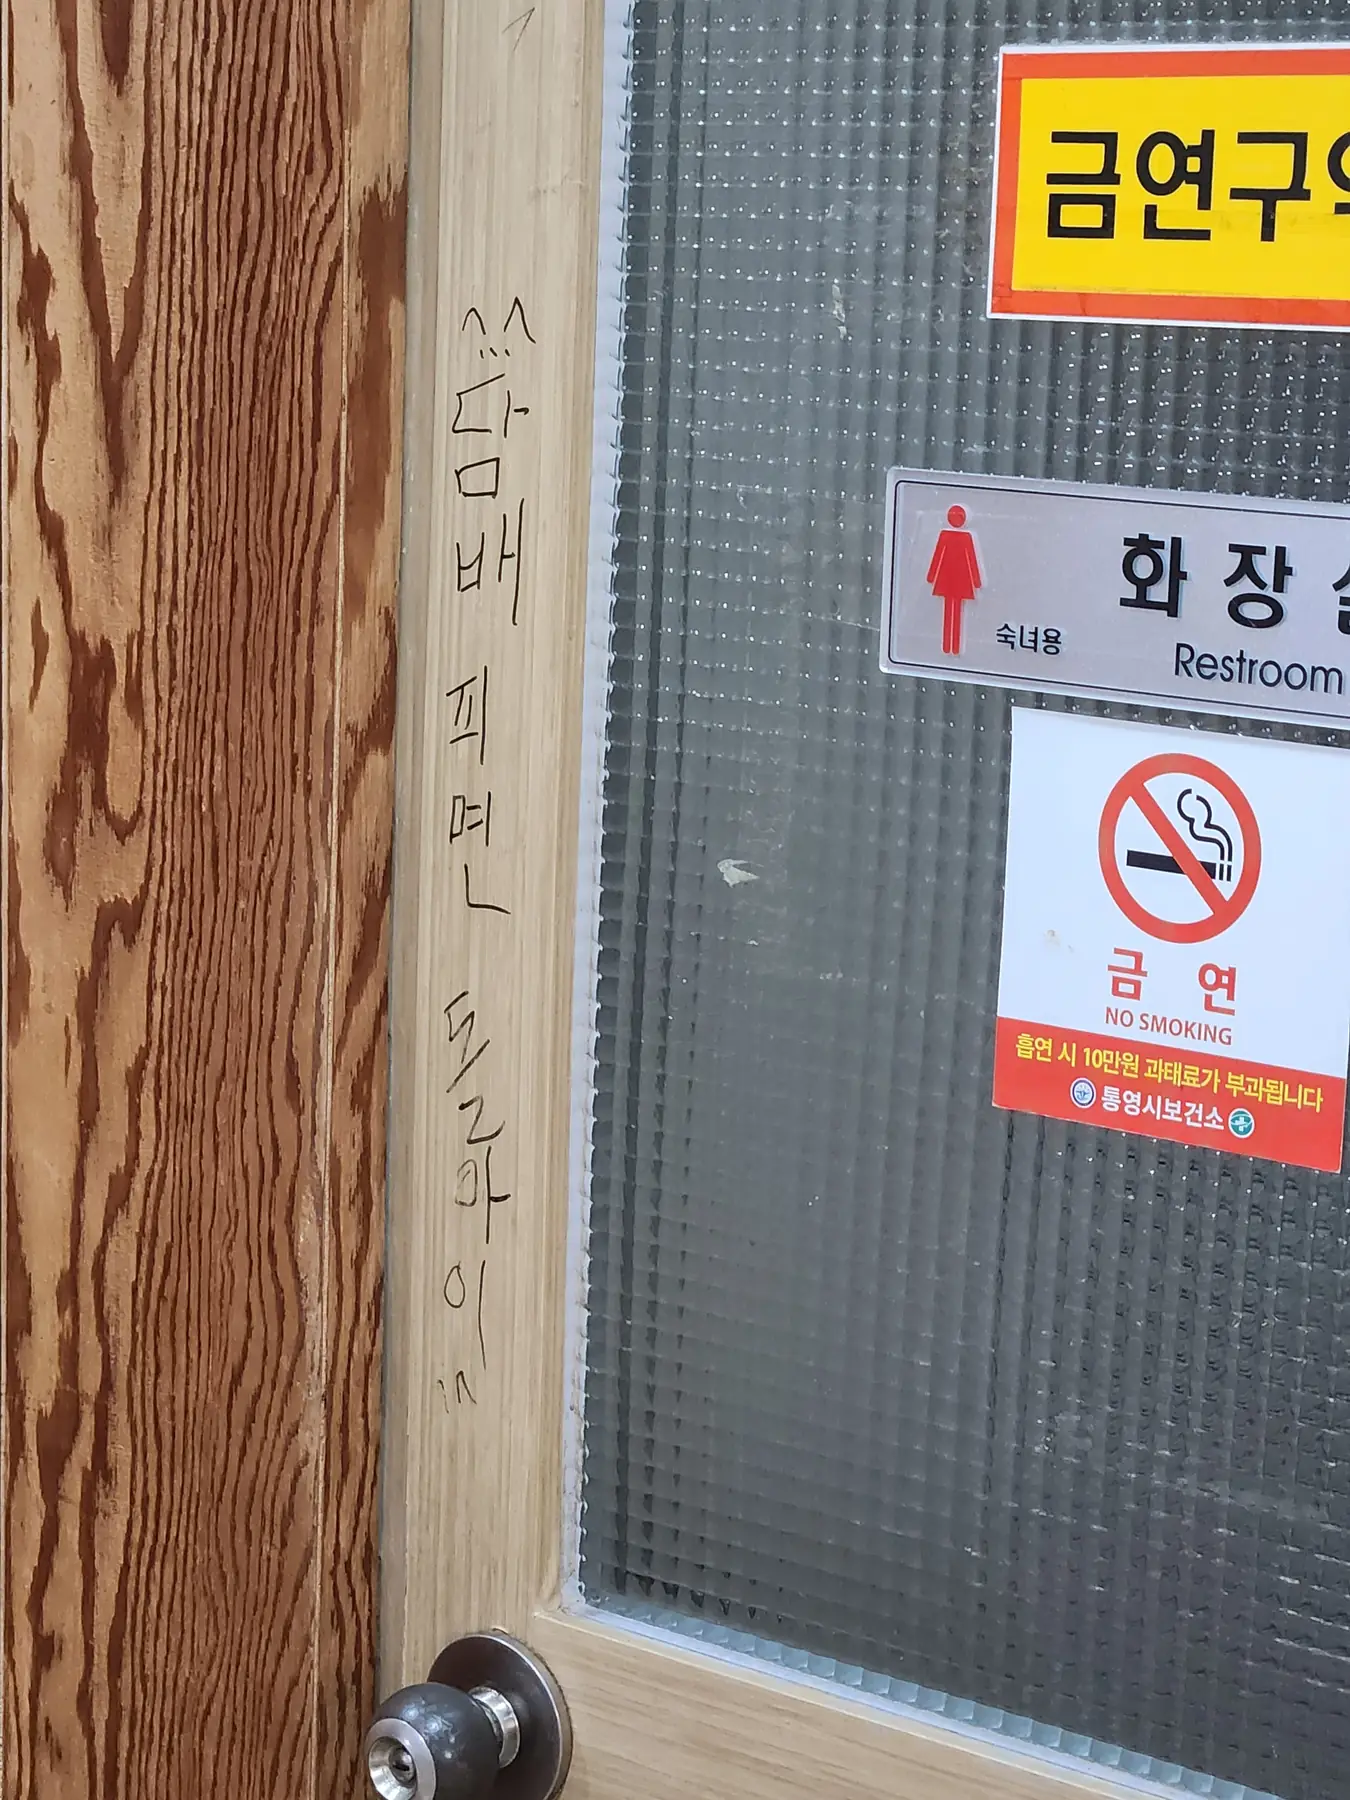 금연구
^^
담배 피면 돌아이
화장
숙녀용
Restroom
금 연
NO SMOKING
흡연 시 10만원 과태료가 부과됩니다
통영시보건소